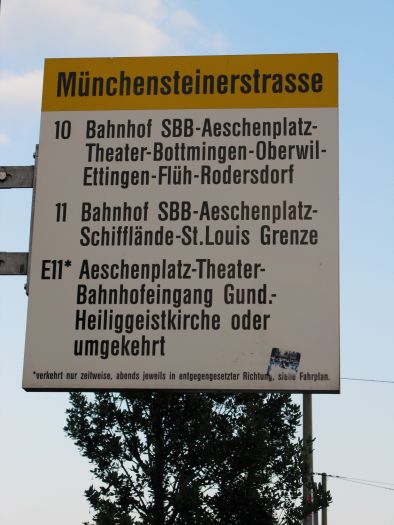 Münchensteinerstrasse
10 Bahnhof SBB-Aeschenplatz-
Theater-Bottmingen-Oberwil-
Ettingen-Flüh-Rodersdorf
11 Bahnhof SBB-Aeschenplatz-
Schifflände-St.Louis Grenze
E11* Aeschenplatz-Theater-
Bahnhofeingang Gund.-
Heiliggeistkirche oder
umgekehrt
*verkehrt nur zeitweise, abends jeweils in entgegengesetzter Richtung, siehe Fahrplan.